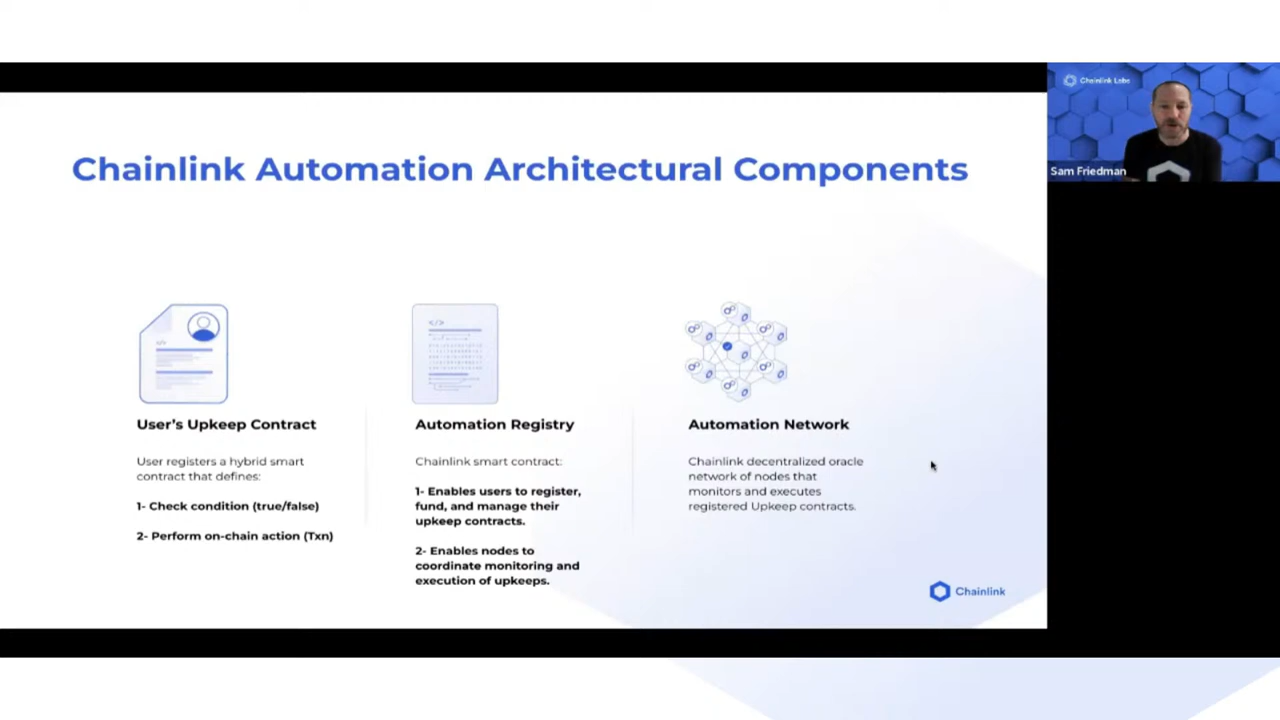 Chainlink Labs
Sam Friedman
Chainlink Automation Architectural Components
User's Upkeep Contract
User registers a hybrid smart
contract that defines:
1- Check condition (true/false)
2- Perform on-chain action (Txn)
Automation Registry
Chainlink smart contract:
1- Enables users to register,
fund, and manage their
upkeep contracts.
2- Enables nodes to
coordinate monitoring and
execution of upkeeps.
Automation Network
Chainlink decentralized oracle
network of nodes that
monitors and executes
registered Upkeep contracts.
Chainlink